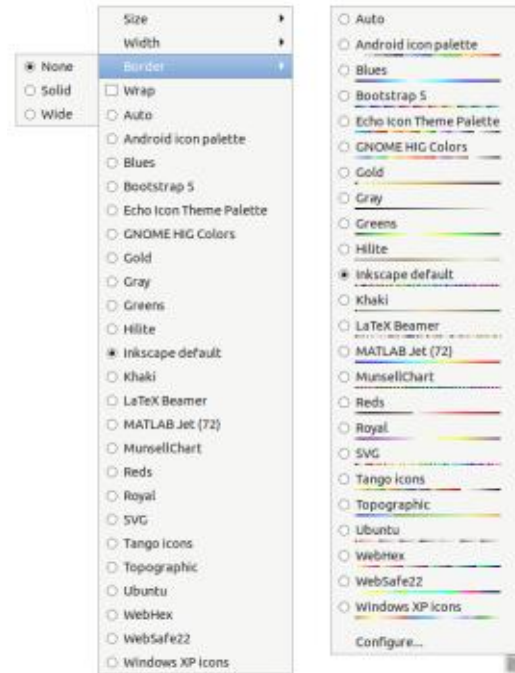 Size
Width
Border
None
Solid
Wide
Wrap
Auto
Android icon palette
Blues
Bootstrap 5
Echo Icon Theme Palette
GNOME HIG Colors
Gold
Gray
Greens
Hilite
Inkscape default
Khaki
LaTeX Beamer
MATLAB Jet (72)
MunsellChart
Reds
Royal
SVG
Tango icons
Topographic
Ubuntu
WebHex
WebSafe22
Windows XP icons
Auto
Android icon palette
Blues
Bootstrap 5
Echo Icon Theme Palette
GNOME HIG Colors
Gold
Gray
Greens
Hilite
Inkscape default
Khaki
LaTeX Beamer
MATLAB Jet (72)
MunsellChart
Reds
Royal
SVG
Tango icons
Topographic
Ubuntu
WebHex
WebSafe22
Windows XP icons
Configure...